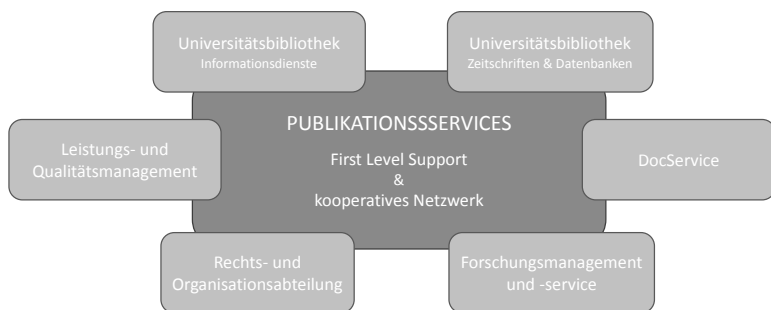 Universitätsbibliothek
Informationsdienste
Universitätsbibliothek
Zeitschriften & Datenbanken
PUBLIKATIONSSSERVICES
First Level Support
&
kooperatives Netzwerk
Leistungs- und
Qualitätsmanagement
DocService
Rechts- und
Organisationsabteilung
Forschungsmanagement
und -service